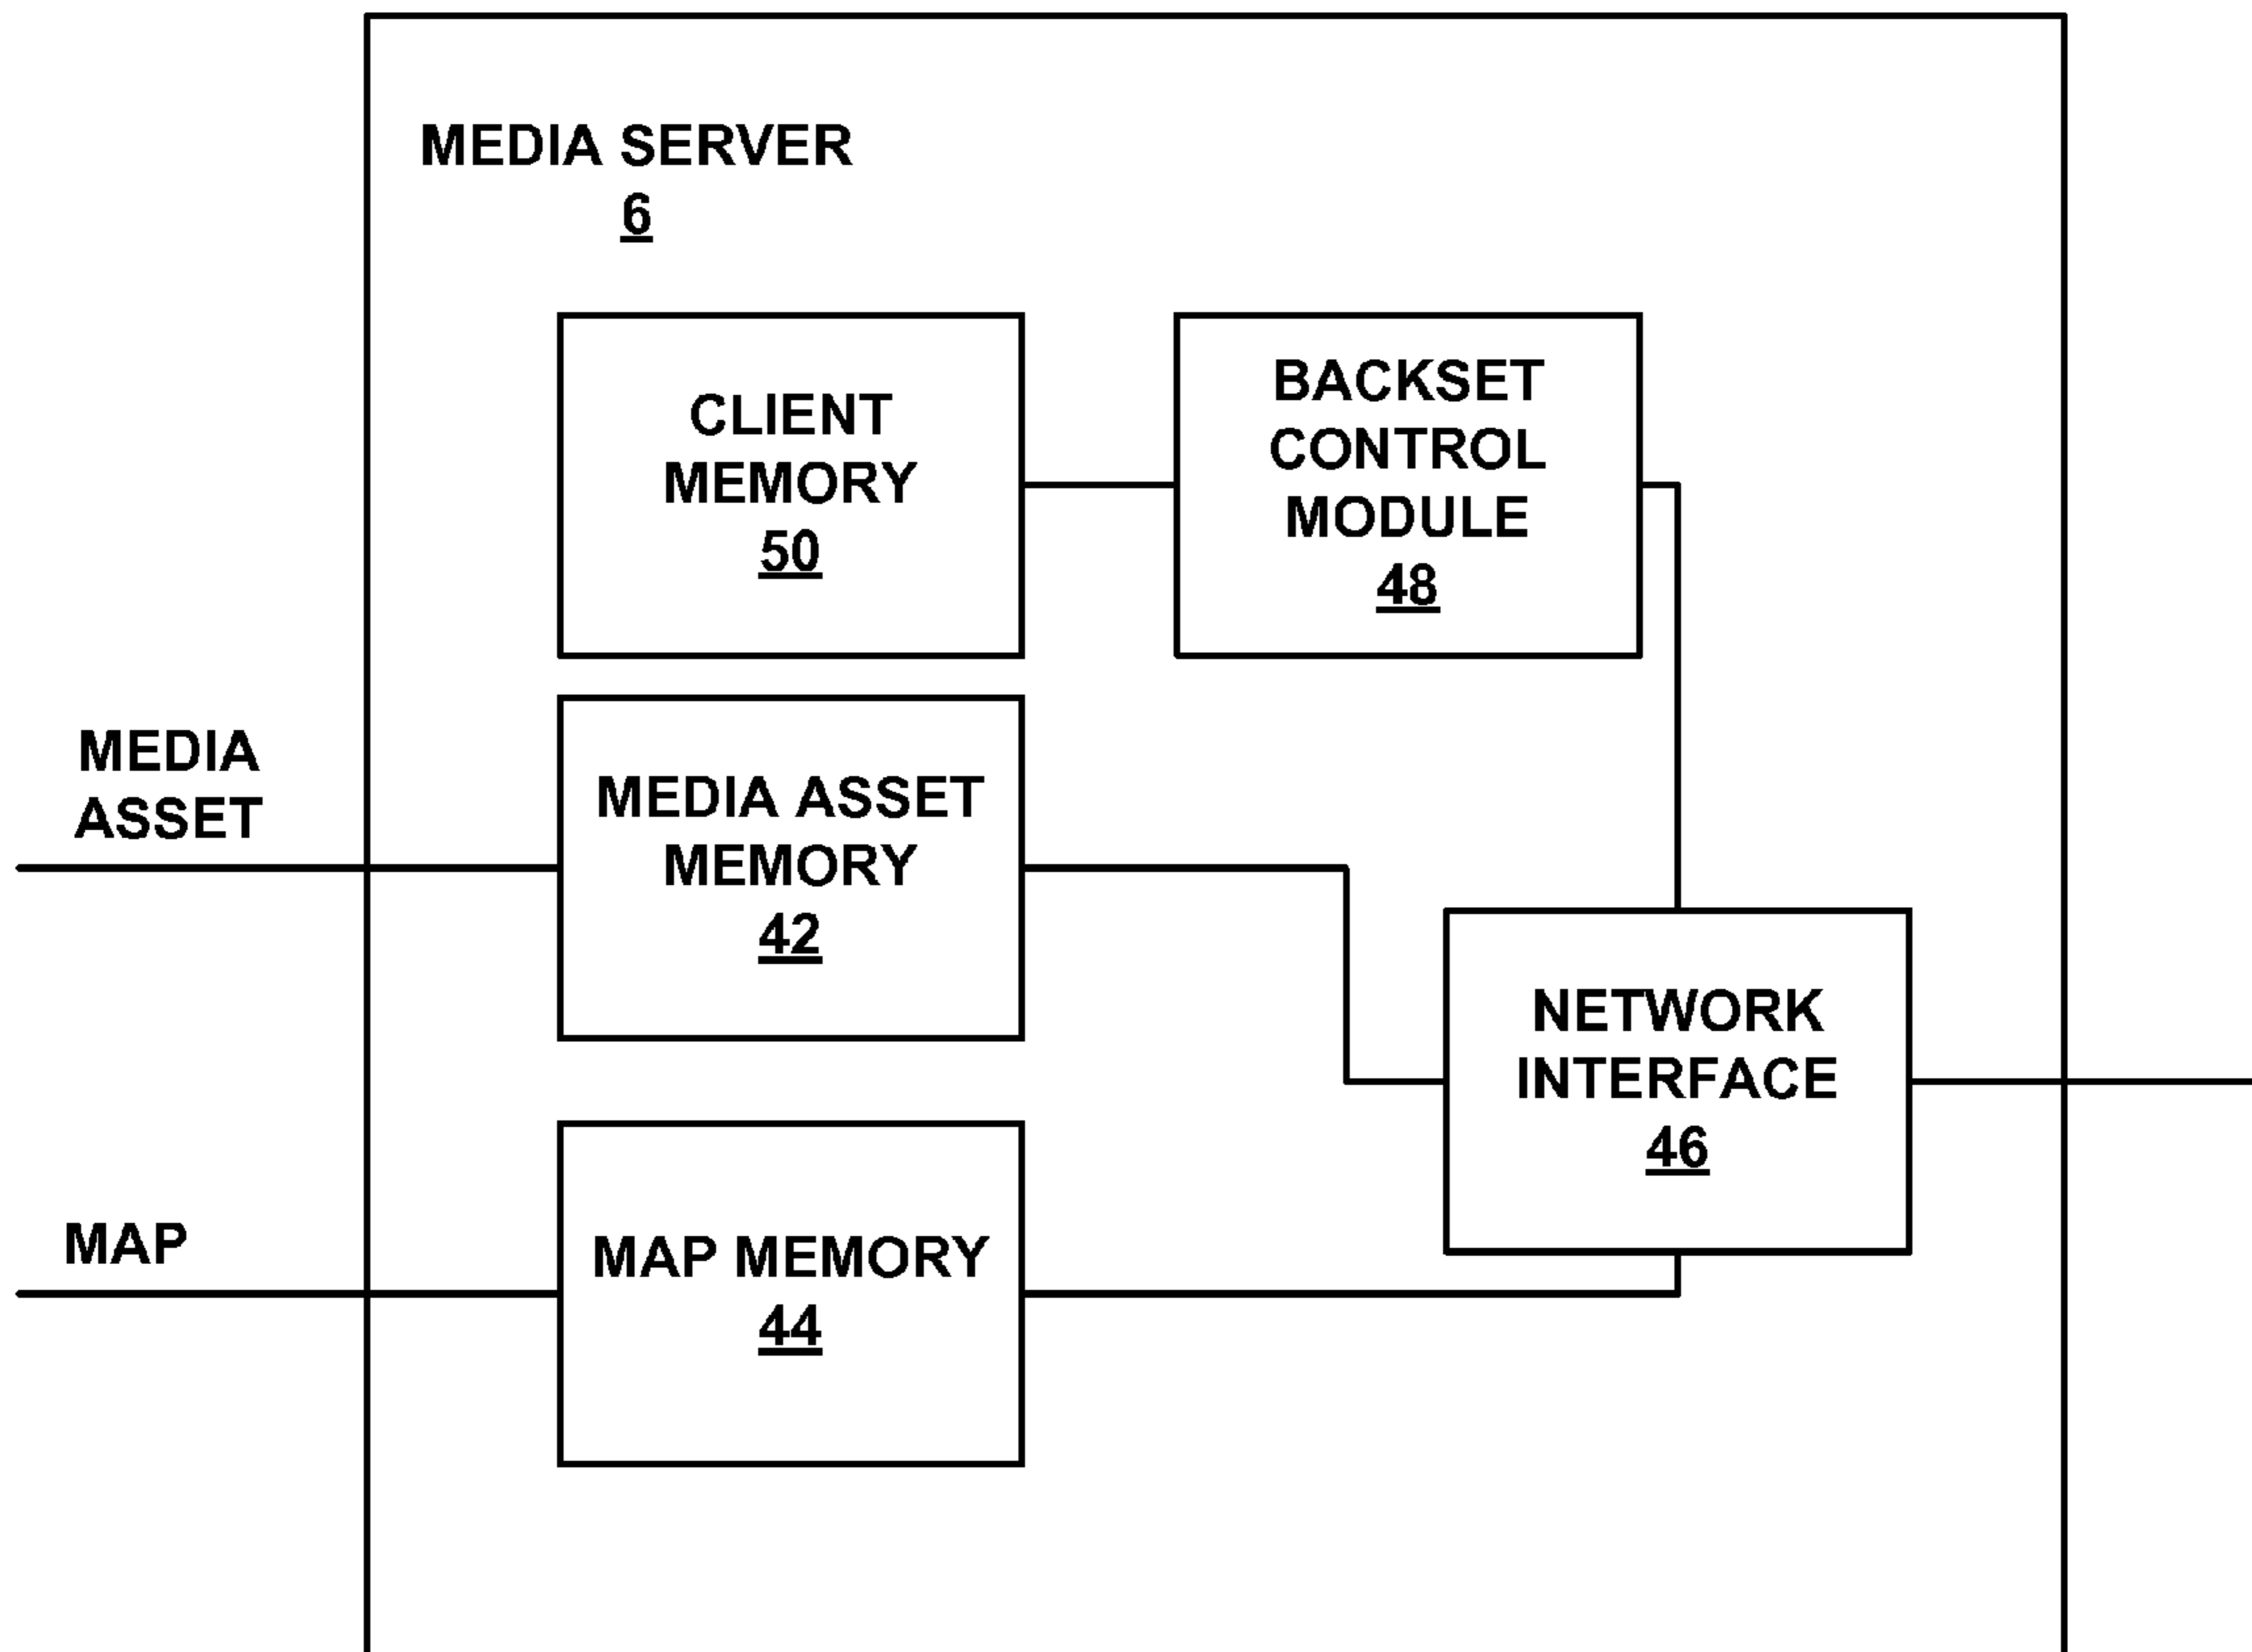 MEDIA SERVER
6
CLIENT
MEMORY
50
BACKSET
CONTROL
MODULE
48
MEDIA
ASSET
MEDIA ASSET
MEMORY
42
NETWORK
INTERFACE
46
MAP
MAP MEMORY
44